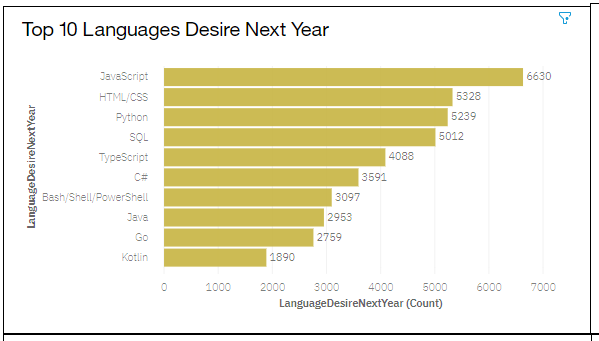 Top 10 Languages Desire Next Year
LanguageDesireNextYear
JavaScript 6630
HTML/CSS 5328
Python 5239
SQL 5012
TypeScript 4088
C# 3591
Bash/Shell/PowerShell 3097
Java 2953
Go 2759
Kotlin 1890
0 1000 2000 3000 4000 5000 6000 7000
LanguageDesireNextYear (Count)